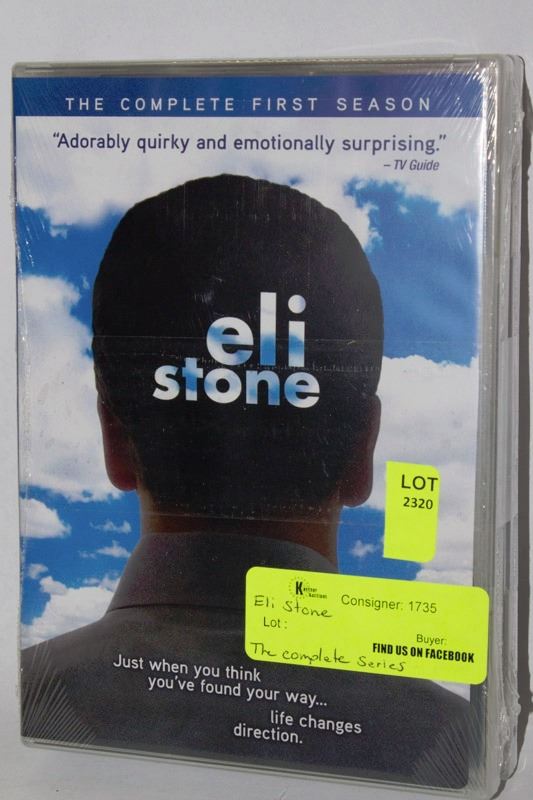 THE COMPLETE FIRST SEASON
"Adorably quirky and emotionally surprising."
– TV Guide
eli
stone
LOT
2320
Consigner: 1735
Eli Stone
Lot:
Buyer:
FIND US ON FACEBOOK
The complete series
Just when you think
you've found your way...
life changes
direction.